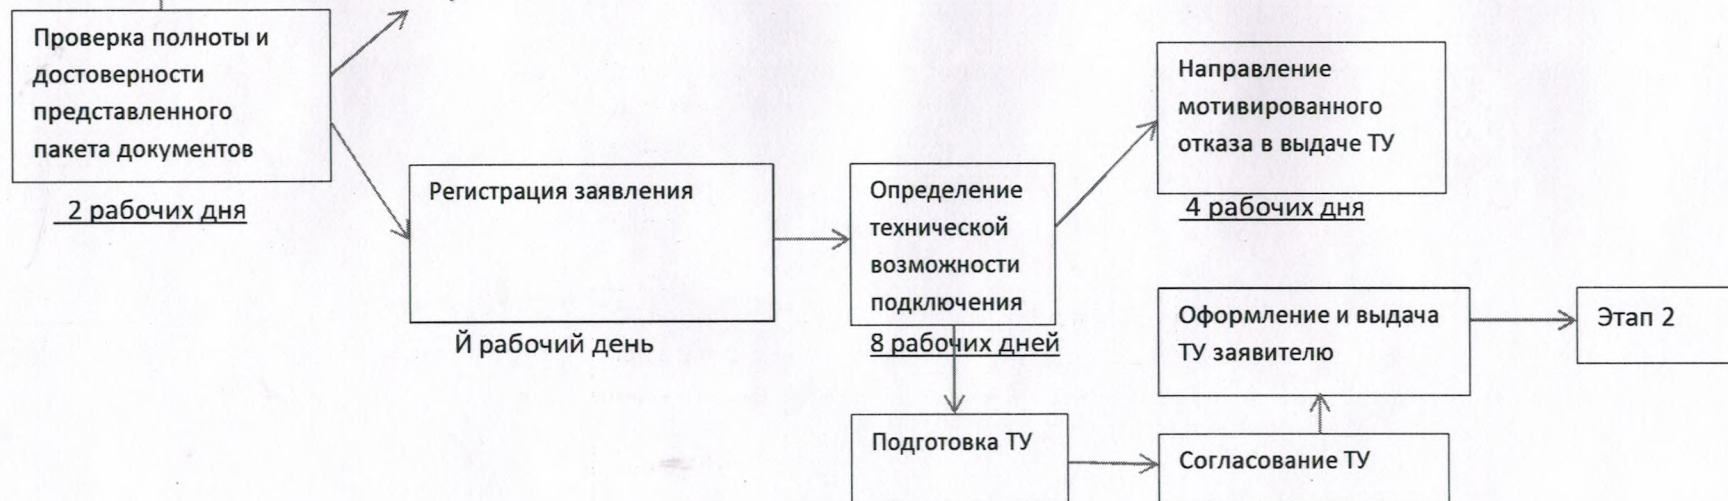 Проверка полноты и
достоверности
представленного
пакета документов
2 рабочих дня
Регистрация заявления
Й рабочий день
Определение
технической
возможности
подключения
8 рабочих дней
Направление
мотивированного
отказа в выдаче ТУ
4 рабочих дня
Оформление и выдача
ТУ заявителю
Этап 2
Подготовка ТУ
Согласование ТУ